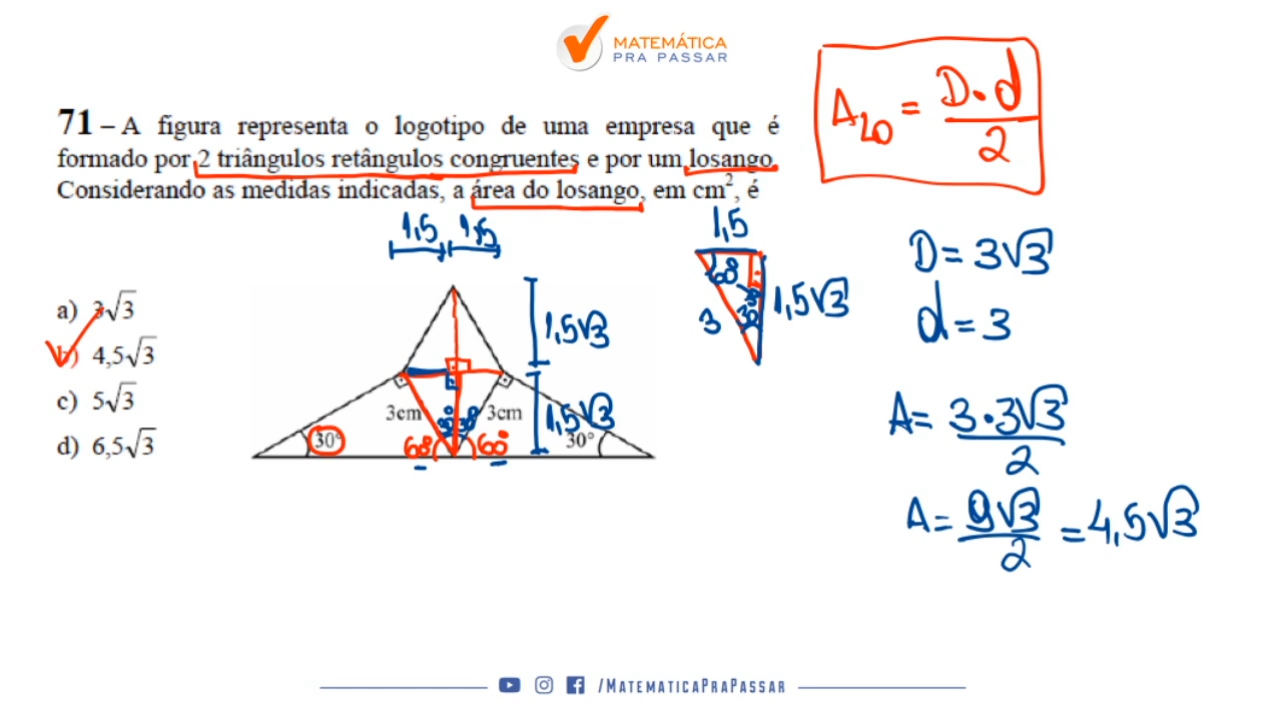 MATEMÁTICA
PRA PASSAR
71 – A figura representa o logotipo de uma empresa que é
formado por 2 triângulos retângulos congruentes e por um losango.
Considerando as medidas indicadas, a área do losango, em cm², é
a) 3√3
b) 4,5√3
c) 5√3
d) 6,5√3
1,5 1,5
1,5√3
3cm 3cm 1,5√3
30° 60° 60° 30°
30° 30°
1,5
60°
30°
3 1,5√3
A_LO = D·d/2
D = 3√3
d = 3
A = 3·3√3/2
A = 9√3/2 = 4,5√3
/MATEMATICAPRAPASSAR